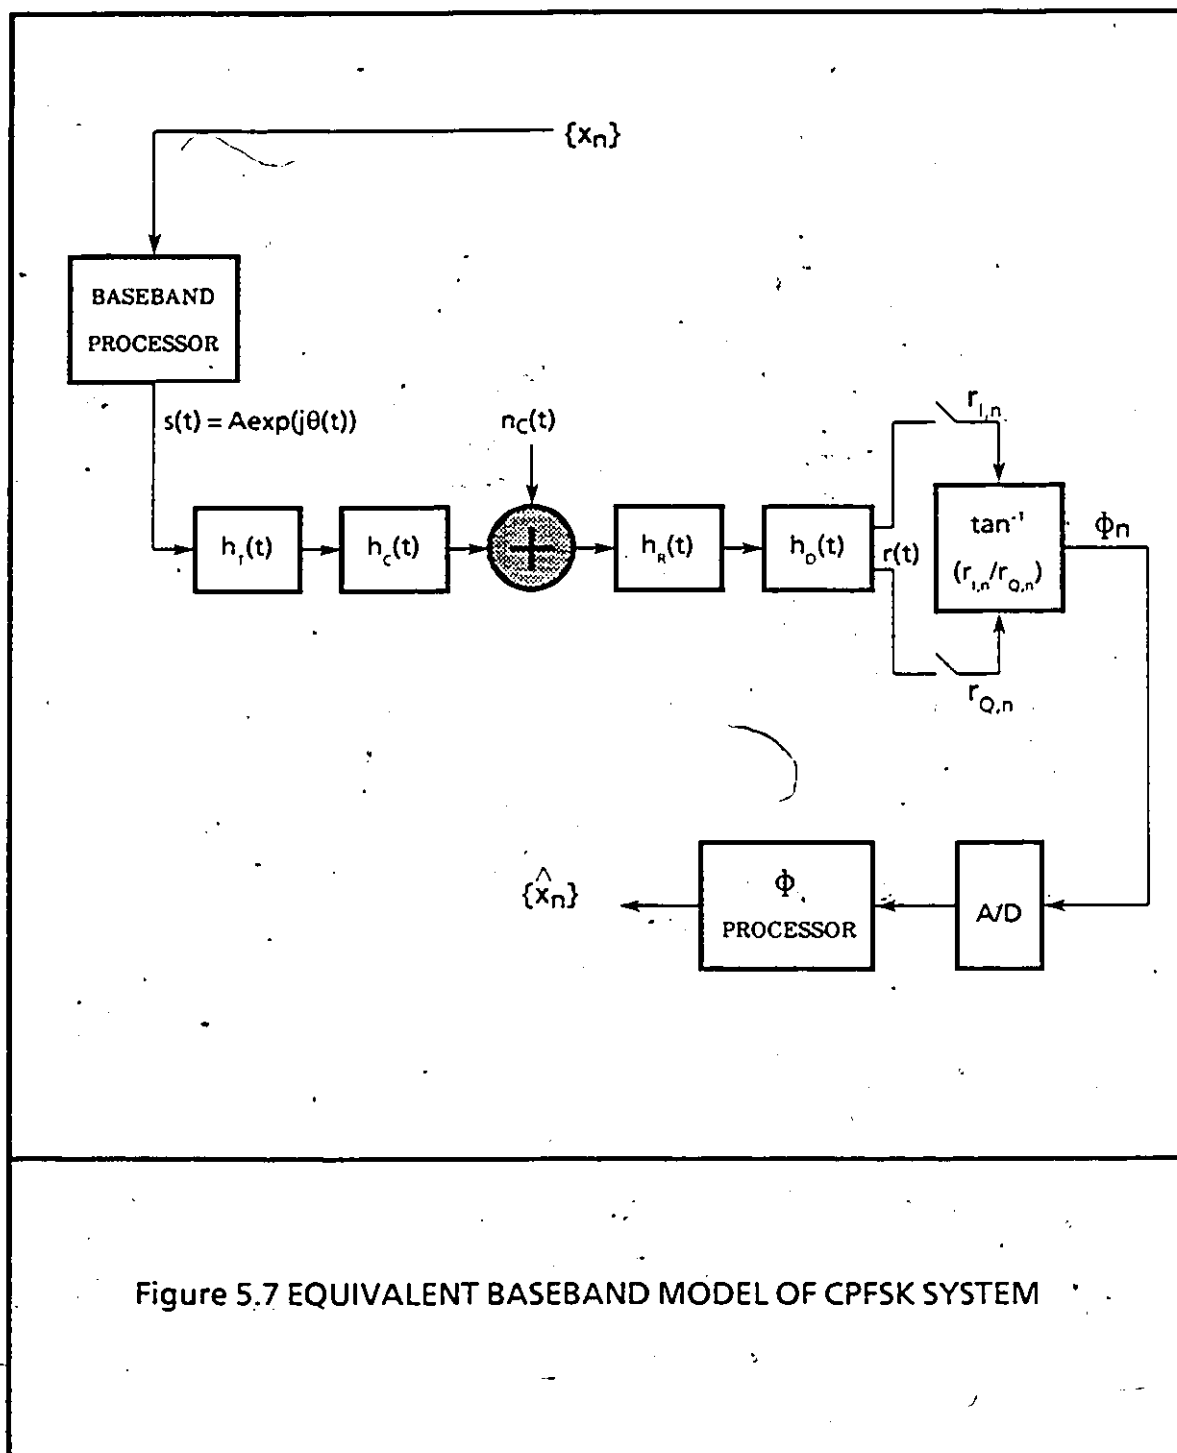 {xn}
BASEBAND
PROCESSOR
s(t) = Aexp(jθ(t))
nC(t)
hT(t)
hC(t)
hR(t)
hD(t)
r(t)
rI,n
rQ,n
tan⁻¹
(rI,n/rQ,n)
Φn
A/D
Φ
PROCESSOR
{x̂n}
Figure 5.7 EQUIVALENT BASEBAND MODEL OF CPFSK SYSTEM